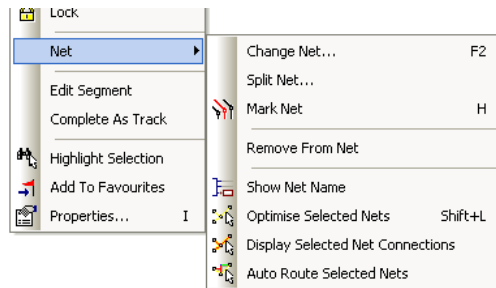 Lock
Net
Edit Segment
Complete As Track
Highlight Selection
Add To Favourites
Properties... I
Change Net... F2
Split Net...
Mark Net H
Remove From Net
Show Net Name
Optimise Selected Nets Shift+L
Display Selected Net Connections
Auto Route Selected Nets